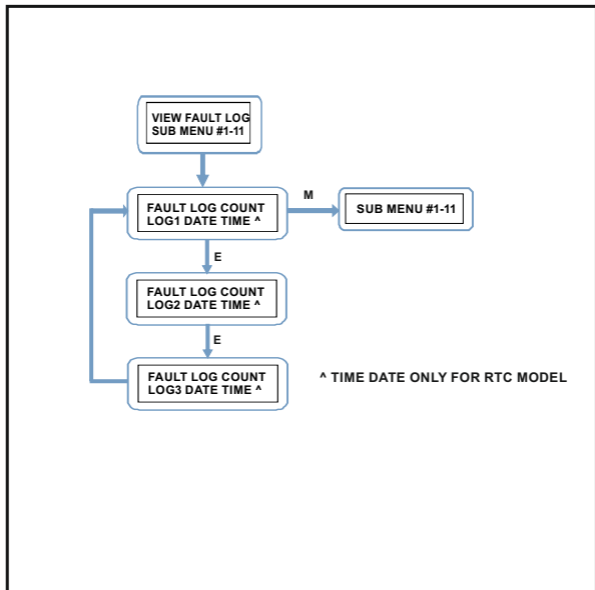 VIEW FAULT LOG
SUB MENU #1-11
FAULT LOG COUNT
LOG1 DATE TIME ^
M
SUB MENU #1-11
E
FAULT LOG COUNT
LOG2 DATE TIME ^
E
FAULT LOG COUNT
LOG3 DATE TIME ^
^ TIME DATE ONLY FOR RTC MODEL